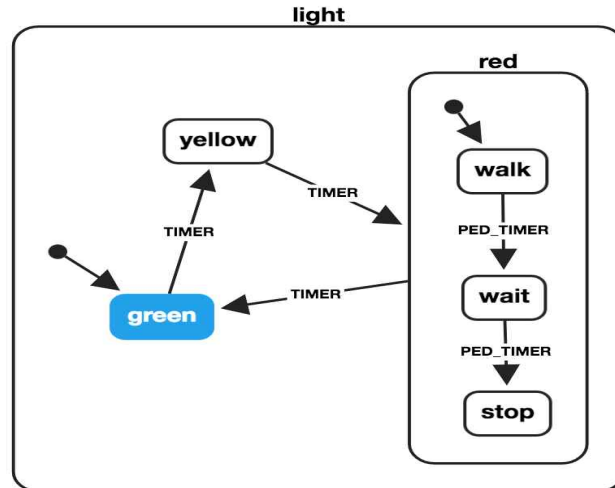 light
red
yellow
walk
TIMER
PED_TIMER
TIMER
TIMER
wait
green
PED_TIMER
stop